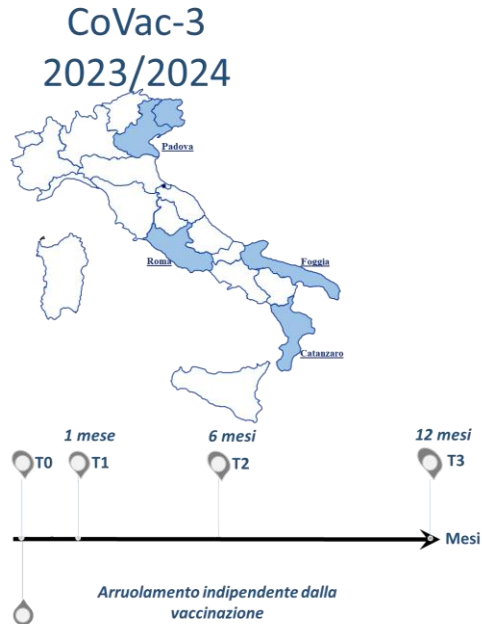 CoVac-3
2023/2024
Padova
Roma
Foggia
Catanzaro
1 mese
6 mesi
12 mesi
T0
T1
T2
T3
Mesi
Arruolamento indipendente dalla
vaccinazione